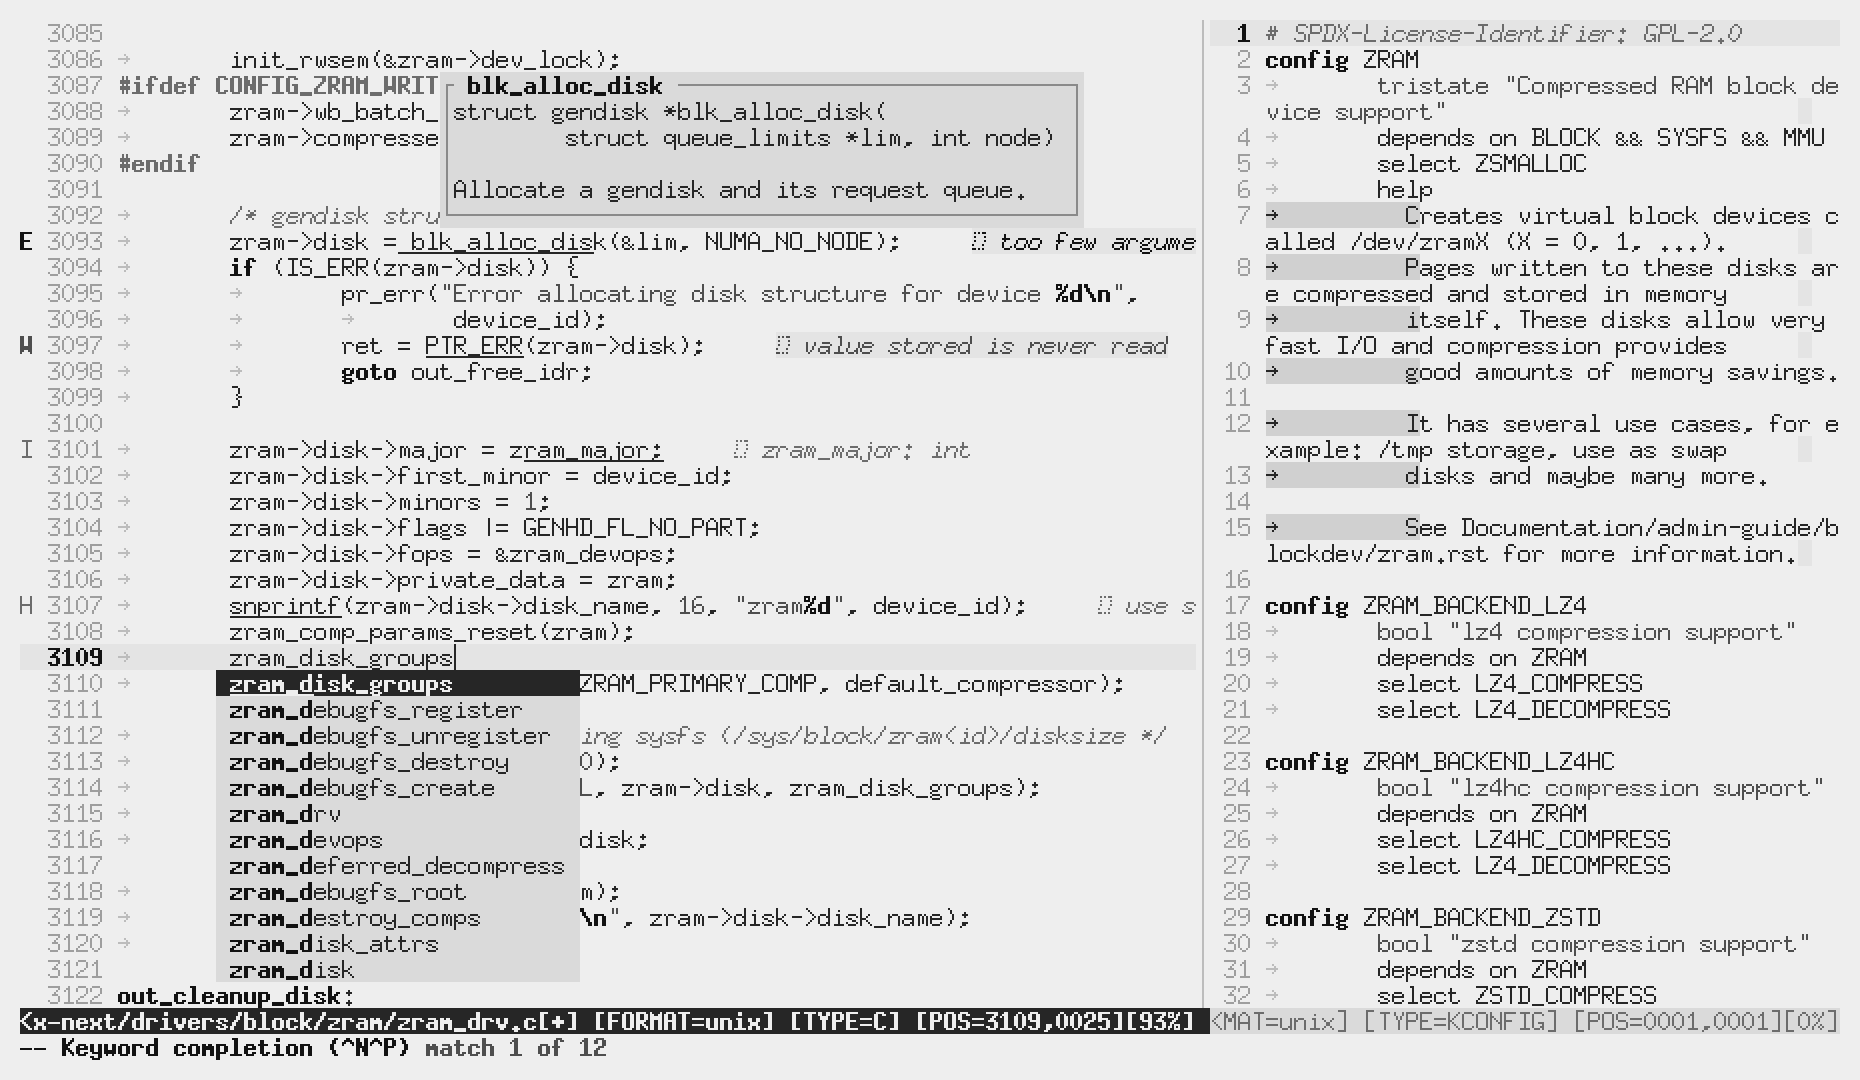 3085
3086 → init_rwsem(&zram->dev_lock);
3087 #ifdef CONFIG_ZRAM_WRIT
3088 → zram->wb_batch_
3089 → zram->compresse
3090 #endif
3091
3092 → /* gendisk stru
blk_alloc_disk
struct gendisk *blk_alloc_disk(
struct queue_limits *lim, int node)
Allocate a gendisk and its request queue.
E 3093 → zram->disk = blk_alloc_disk(&lim, NUMA_NO_NODE); too few argume
3094 → if (IS_ERR(zram->disk)) {
3095 → → pr_err("Error allocating disk structure for device %d\n",
3096 → → → device_id);
W 3097 → → ret = PTR_ERR(zram->disk); value stored is never read
3098 → → goto out_free_idr;
3099 → }
3100
I 3101 → zram->disk->major = zram_major; zram_major: int
3102 → zram->disk->first_minor = device_id;
3103 → zram->disk->minors = 1;
3104 → zram->disk->flags |= GENHD_FL_NO_PART;
3105 → zram->disk->fops = &zram_devops;
3106 → zram->disk->private_data = zram;
H 3107 → snprintf(zram->disk->disk_name, 16, "zram%d", device_id); use s
3108 → zram_comp_params_reset(zram);
3109 → zram_disk_groups
3110 → zram_disk_groups ZRAM_PRIMARY_COMP, default_compressor);
3111 zram_debugfs_register
3112 → zram_debugfs_unregister ing sysfs (/sys/block/zram<id>/disksize */
3113 → zram_debugfs_destroy 0);
3114 → zram_debugfs_create L, zram->disk, zram_disk_groups);
3115 → zram_drv
3116 → zram_devops disk;
3117 zram_deferred_decompress
3118 → zram_debugfs_root m);
3119 → zram_destroy_comps \n", zram->disk->disk_name);
3120 → zram_disk_attrs
3121 zram_disk
3122 out_cleanup_disk:
<x-next/drivers/block/zram/zram_drv.c[+] [FORMAT=unix] [TYPE=C] [POS=3109,0025][93%]
-- Keyword completion (^N^P) match 1 of 12
1 # SPDX-License-Identifier: GPL-2.0
2 config ZRAM
3 → tristate "Compressed RAM block de
vice support"
4 → depends on BLOCK && SYSFS && MMU
5 → select ZSMALLOC
6 → help
7 → Creates virtual block devices c
alled /dev/zramX (X = 0, 1, ...).
8 → Pages written to these disks ar
e compressed and stored in memory
9 → itself. These disks allow very
fast I/O and compression provides
10 → good amounts of memory savings.
11
12 → It has several use cases, for e
xample: /tmp storage, use as swap
13 → disks and maybe many more.
14
15 → See Documentation/admin-guide/b
lockdev/zram.rst for more information.
16
17 config ZRAM_BACKEND_LZ4
18 → bool "lz4 compression support"
19 → depends on ZRAM
20 → select LZ4_COMPRESS
21 → select LZ4_DECOMPRESS
22
23 config ZRAM_BACKEND_LZ4HC
24 → bool "lz4hc compression support"
25 → depends on ZRAM
26 → select LZ4HC_COMPRESS
27 → select LZ4_DECOMPRESS
28
29 config ZRAM_BACKEND_ZSTD
30 → bool "zstd compression support"
31 → depends on ZRAM
32 → select ZSTD_COMPRESS
<MAT=unix] [TYPE=KCONFIG] [POS=0001,0001][0%]